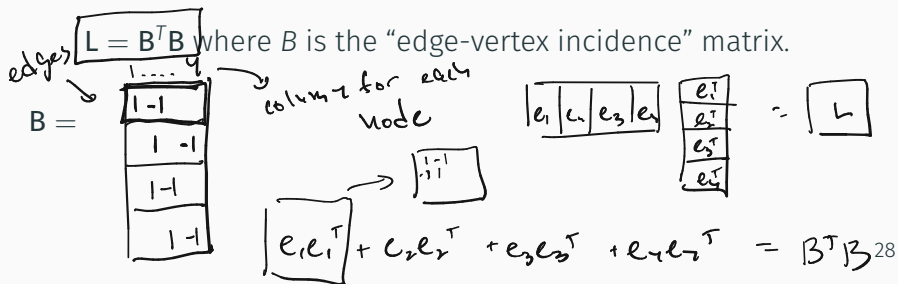 L = BᵀB where B is the “edge-vertex incidence” matrix.
edges
1 .... 4
column for each
node
B =
1 -1
1 -1
1 -1
1 -1
e₁ e₂ e₃ e₄
e₁ᵀ
e₂ᵀ
e₃ᵀ
e₄ᵀ
= L
1 -1
-1 1
e₁e₁ᵀ + e₂e₂ᵀ + e₃e₃ᵀ + e₄e₄ᵀ = BᵀB
28